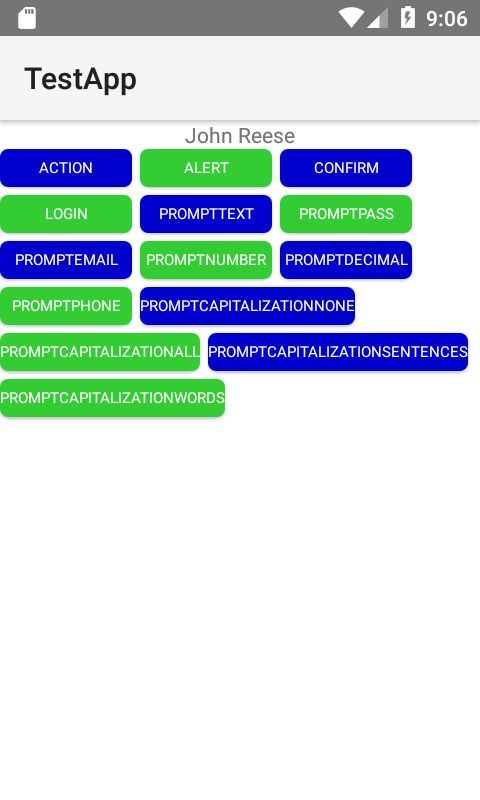 9:06
TestApp
John Reese
ACTION ALERT CONFIRM
LOGIN PROMPTTEXT PROMPTPASS
PROMPTEMAIL PROMPTNUMBER PROMPTDECIMAL
PROMPTPHONE PROMPTCAPITALIZATIONNONE
PROMPTCAPITALIZATIONALL PROMPTCAPITALIZATIONSENTENCES
PROMPTCAPITALIZATIONWORDS